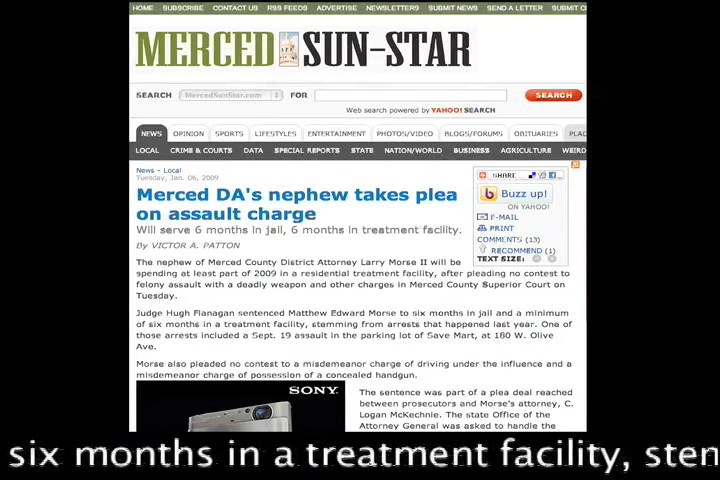 HOME SUBSCRIBE CONTACT US RSS FEEDS ADVERTISE NEWSLETTERS SUBMIT NEWS SEND A LETTER SUBMIT C
MERCED SUN-STAR
SEARCH MercedSunStar.com FOR SEARCH
Web search powered by YAHOO! SEARCH
NEWS OPINION SPORTS LIFESTYLES ENTERTAINMENT PHOTOS/VIDEO BLOGS/FORUMS OBITUARIES PLAC
LOCAL CRIME & COURTS DATA SPECIAL REPORTS STATE NATION/WORLD BUSINESS AGRICULTURE WEIRD
News - Local
Tuesday, Jan. 06, 2009
SHARE
Merced DA's nephew takes plea
on assault charge
Buzz up!
ON YAHOO!
Will serve 6 months in jail, 6 months in treatment facility.
E-MAIL
PRINT
By VICTOR A. PATTON
COMMENTS (13)
RECOMMEND (1)
TEXT SIZE:
The nephew of Merced County District Attorney Larry Morse II will be
spending at least part of 2009 in a residential treatment facility, after pleading no contest to
felony assault with a deadly weapon and other charges in Merced County Superior Court on
Tuesday.
Judge Hugh Flanagan sentenced Matthew Edward Morse to six months in jail and a minimum
of six months in a treatment facility, stemming from arrests that happened last year. One of
those arrests included a Sept. 19 assault in the parking lot of Save Mart, at 180 W. Olive
Ave.
Morse also pleaded no contest to a misdemeanor charge of driving under the influence and a
misdemeanor charge of possession of a concealed handgun.
SONY
The sentence was part of a plea deal reached
between prosecutors and Morse's attorney, C.
Logan McKechnie. The state Office of the
Attorney General was asked to handle the
six months in a treatment facility, sten